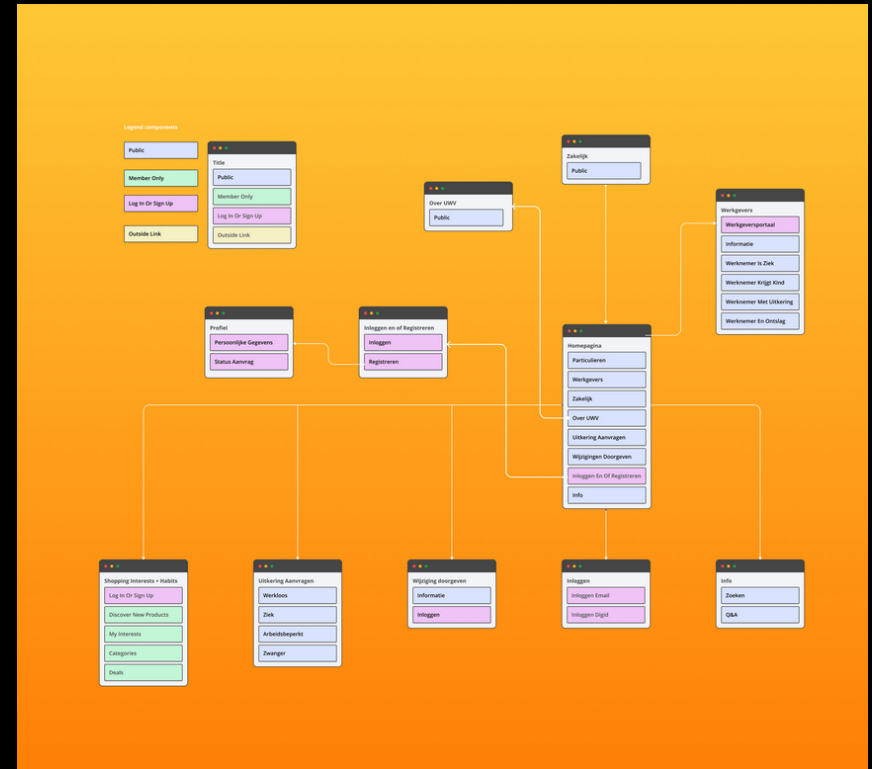 Legend components
Public
Member Only
Log In Or Sign Up
Outside Link
Title
Public
Member Only
Log In Or Sign Up
Outside Link
Over UWV
Public
Zakelijk
Public
Werkgevers
Werkgeversportaal
Informatie
Werknemer Is Ziek
Werknemer Krijgt Kind
Werknemer Met Uitkering
Werknemer En Ontslag
Profiel
Persoonlijke Gegevens
Status Aanvrag
Inloggen en of Registreren
Inloggen
Registreren
Homepagina
Particulieren
Werkgevers
Zakelijk
Over UWV
Uitkering Aanvragen
Wijzigingen Doorgeven
Inloggen En Of Registreren
Info
Shopping Interests + Habits
Log In Or Sign Up
Discover New Products
My Interests
Categories
Deals
Uitkering Aanvragen
Werkloos
Ziek
Arbeidsbeperkt
Zwanger
Wijziging doorgeven
Informatie
Inloggen
Inloggen
Inloggen Email
Inloggen Digid
Info
Zoeken
Q&A